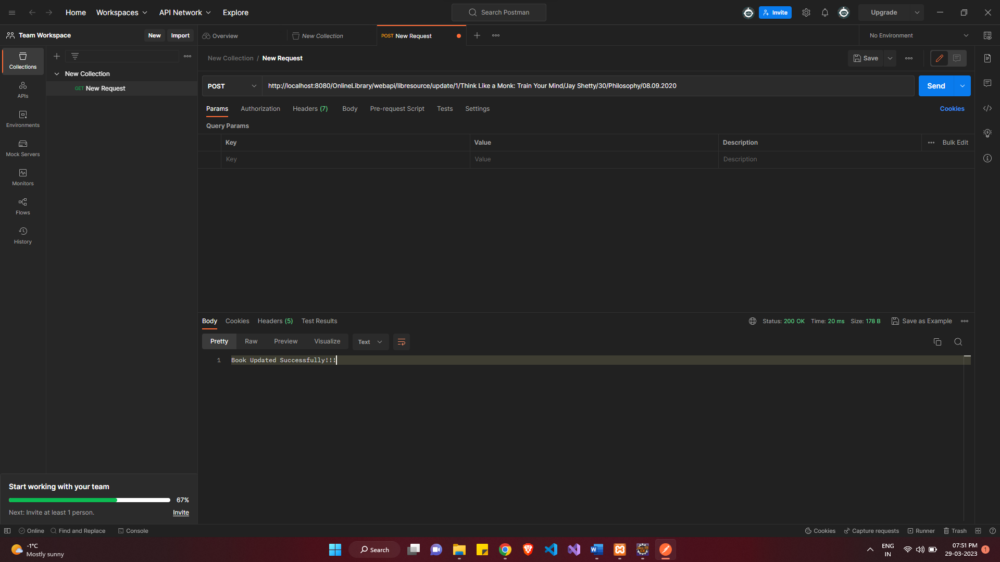 Home Workspaces API Network Explore Search Postman Invite Upgrade
Team Workspace New Import Overview New Collection POST New Request No Environment
Collections
APIs
Environments
Mock Servers
Monitors
Flows
History
New Collection
GET New Request
New Collection / New Request Save
POST http://localhost:8080/OnlineLibrary/webapi/libresource/update/1/Think Like a Monk: Train Your Mind/Jay Shetty/30/Philosophy/08.09.2020 Send
Params Authorization Headers (7) Body Pre-request Script Tests Settings Cookies
Query Params
Key Value Description Bulk Edit
Key Value Description
Body Cookies Headers (5) Test Results Status: 200 OK Time: 20 ms Size: 178 B Save as Example
Pretty Raw Preview Visualize Text
1 Book Updated Successfully!!!
Start working with your team
67%
Next: Invite at least 1 person. Invite
Online Find and Replace Console Cookies Capture requests Runner Trash
-1°C
Mostly sunny
Search
ENG
IN
07:51 PM
29-03-2023
1